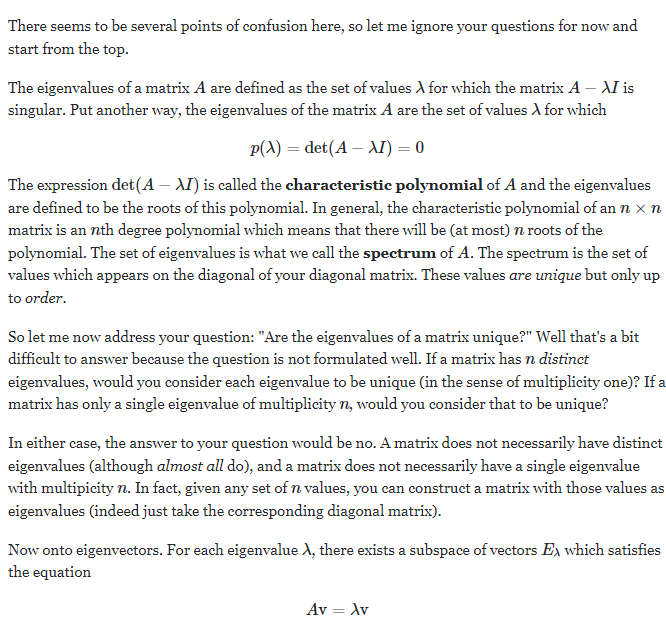 There seems to be several points of confusion here, so let me ignore your questions for now and
start from the top.
The eigenvalues of a matrix A are defined as the set of values λ for which the matrix A − λI is
singular. Put another way, the eigenvalues of the matrix A are the set of values λ for which
p(λ) = det(A − λI) = 0
The expression det(A − λI) is called the characteristic polynomial of A and the eigenvalues
are defined to be the roots of this polynomial. In general, the characteristic polynomial of an n × n
matrix is an nth degree polynomial which means that there will be (at most) n roots of the
polynomial. The set of eigenvalues is what we call the spectrum of A. The spectrum is the set of
values which appears on the diagonal of your diagonal matrix. These values are unique but only up
to order.
So let me now address your question: "Are the eigenvalues of a matrix unique?" Well that's a bit
difficult to answer because the question is not formulated well. If a matrix has n distinct
eigenvalues, would you consider each eigenvalue to be unique (in the sense of multiplicity one)? If a
matrix has only a single eigenvalue of multiplicity n, would you consider that to be unique?
In either case, the answer to your question would be no. A matrix does not necessarily have distinct
eigenvalues (although almost all do), and a matrix does not necessarily have a single eigenvalue
with multipicity n. In fact, given any set of n values, you can construct a matrix with those values as
eigenvalues (indeed just take the corresponding diagonal matrix).
Now onto eigenvectors. For each eigenvalue λ, there exists a subspace of vectors Eλ which satisfies
the equation
Av = λv